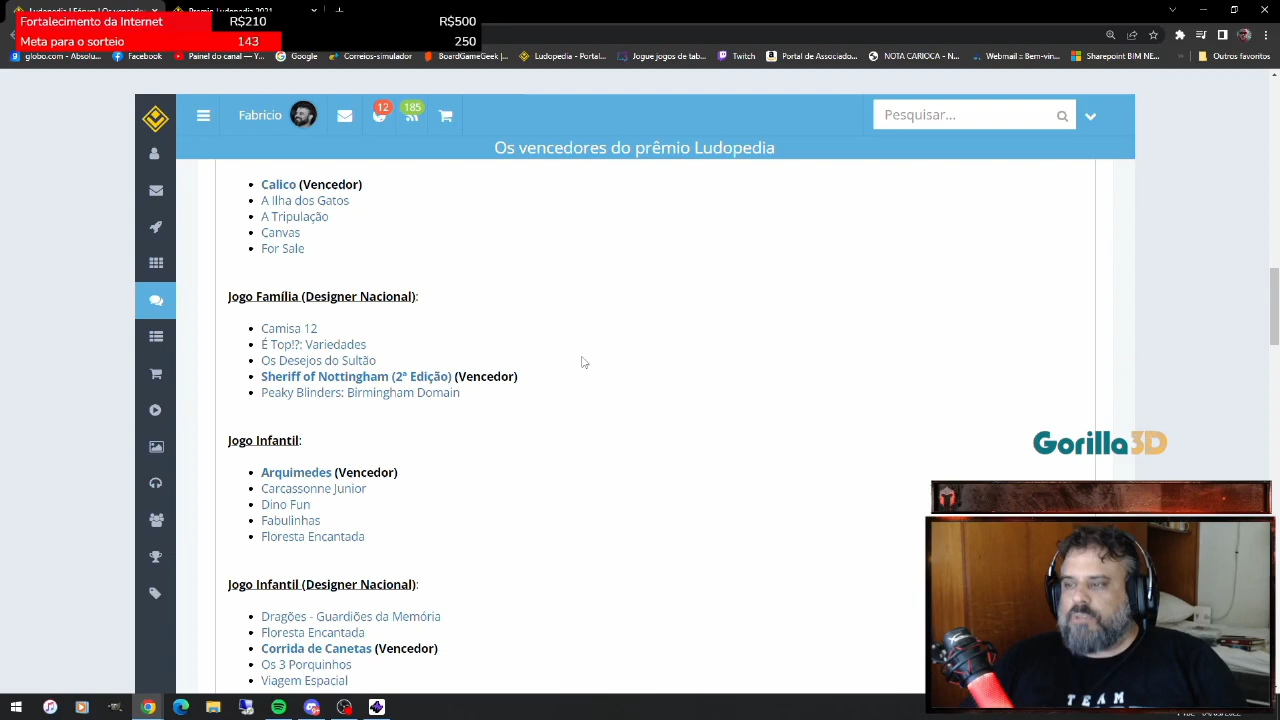 Fortalecimento da Internet R$210 R$500
Meta para o sorteio 143 250
globo.com - Absolu...
Facebook
Painel do canal — Y...
Google
Correios-simulador
BoardGameGeek |...
Ludopedia - Portal...
Jogue jogos de tab...
Twitch
Portal de Associado...
NOTA CARIOCA - N...
Webmail :: Bem-vin...
Sharepoint BIM NE...
Outros favoritos
Fabricio 12 185 Pesquisar...
Os vencedores do prêmio Ludopedia
Calico (Vencedor)
A Ilha dos Gatos
A Tripulação
Canvas
For Sale
Jogo Família (Designer Nacional):
Camisa 12
É Top!?: Variedades
Os Desejos do Sultão
Sheriff of Nottingham (2ª Edição) (Vencedor)
Peaky Blinders: Birmingham Domain
Jogo Infantil:
Arquimedes (Vencedor)
Carcassonne Junior
Dino Fun
Fabulinhas
Floresta Encantada
Jogo Infantil (Designer Nacional):
Dragões - Guardiões da Memória
Floresta Encantada
Corrida de Canetas (Vencedor)
Os 3 Porquinhos
Viagem Espacial
Gorilla3D
TEAM